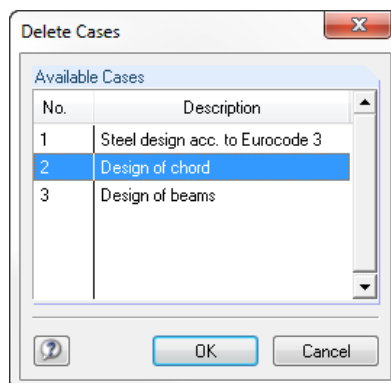 Delete Cases
Available Cases
No. Description
1 Steel design acc. to Eurocode 3
2 Design of chord
3 Design of beams
OK Cancel